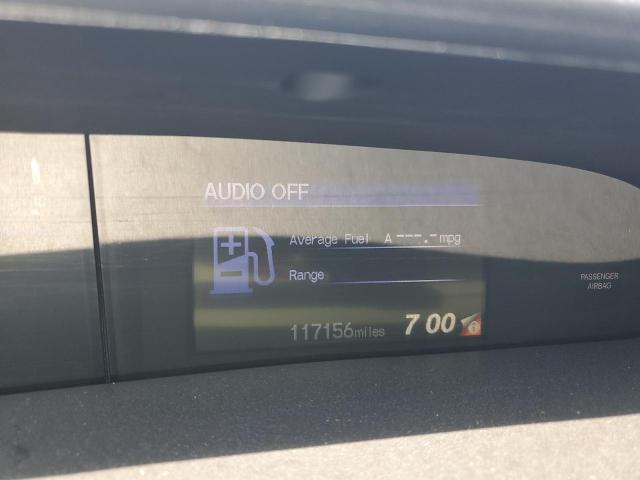 AUDIO OFF
Average Fuel A ---.- mpg
Range
117156 miles 7 00
PASSENGER
AIRBAG